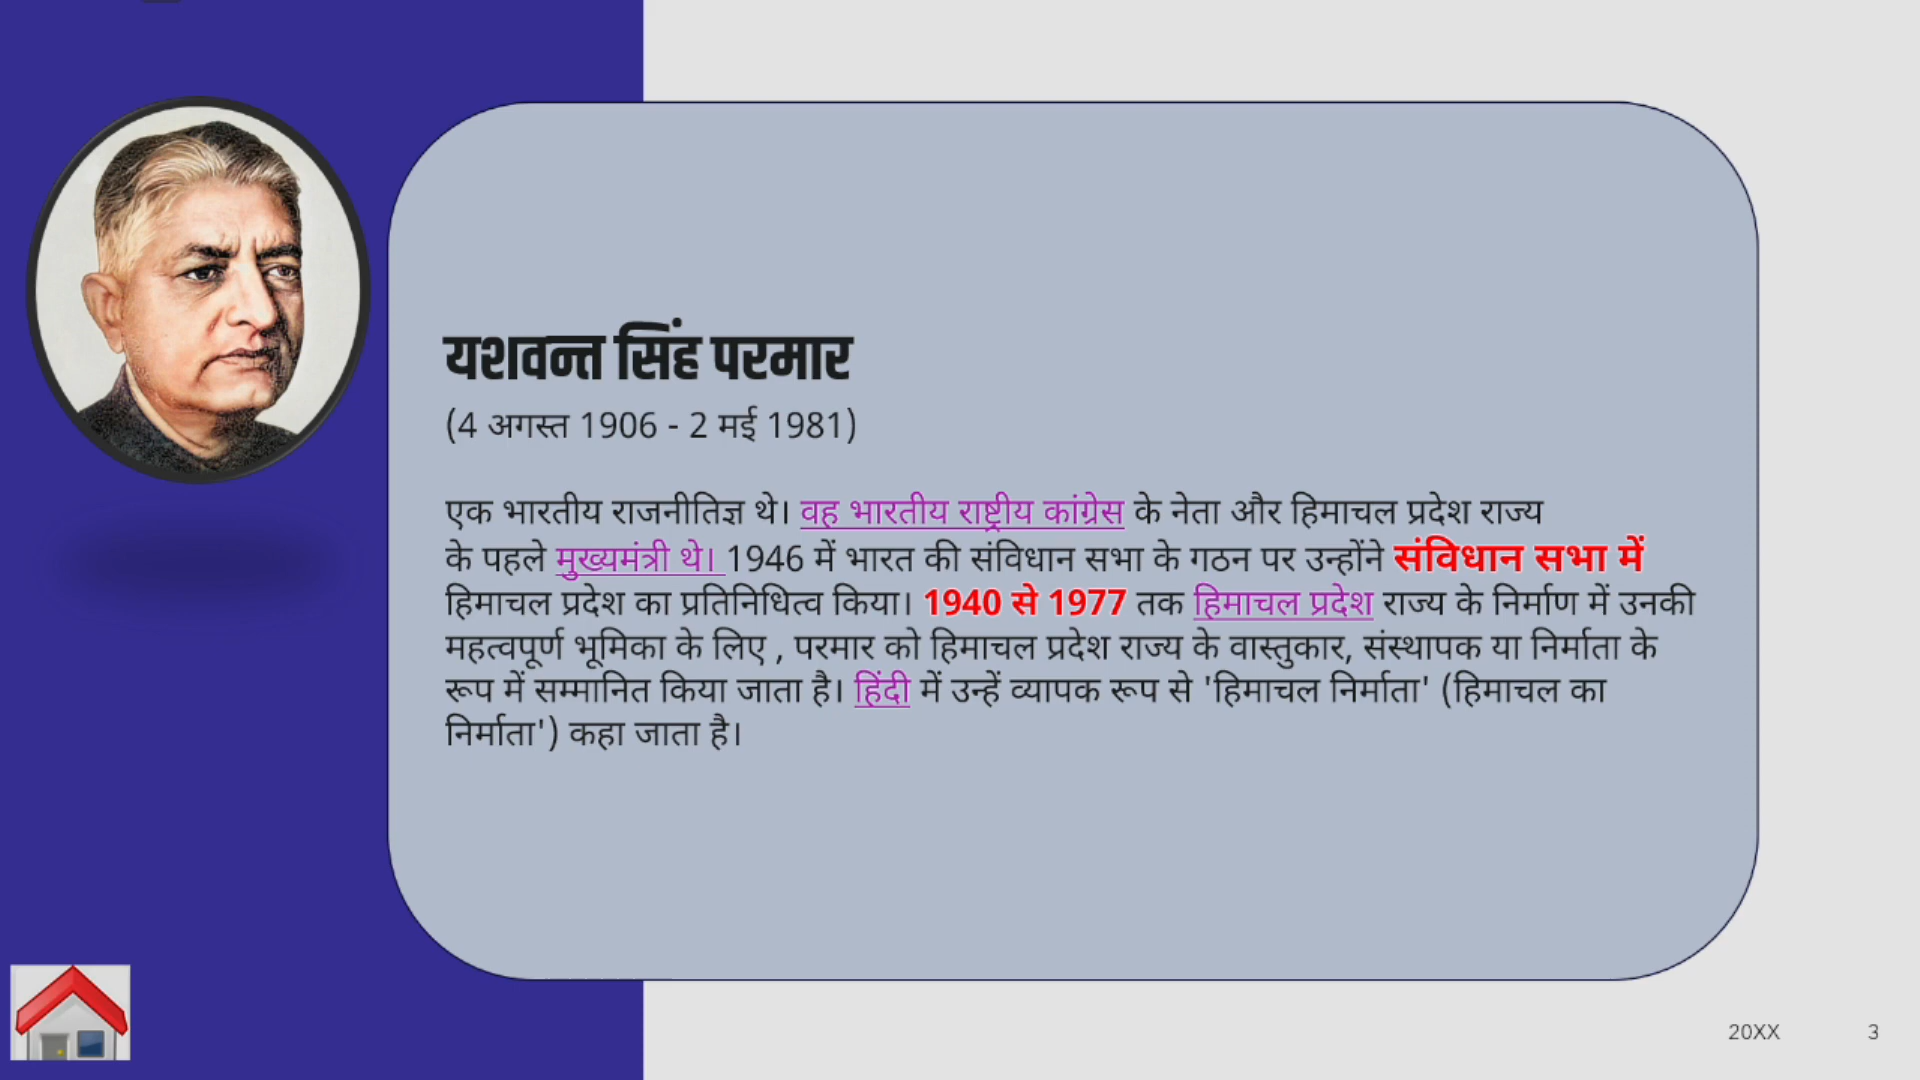 यशवन्त सिंह परमार
(4 अगस्त 1906 - 2 मई 1981)
एक भारतीय राजनीतिज्ञ थे। वह भारतीय राष्ट्रीय कांग्रेस के नेता और हिमाचल प्रदेश राज्य
के पहले मुख्यमंत्री थे। 1946 में भारत की संविधान सभा के गठन पर उन्होंने संविधान सभा में
हिमाचल प्रदेश का प्रतिनिधित्व किया। 1940 से 1977 तक हिमाचल प्रदेश राज्य के निर्माण में उनकी
महत्वपूर्ण भूमिका के लिए , परमार को हिमाचल प्रदेश राज्य के वास्तुकार, संस्थापक या निर्माता के
रूप में सम्मानित किया जाता है। हिंदी में उन्हें व्यापक रूप से 'हिमाचल निर्माता' (हिमाचल का
निर्माता') कहा जाता है।
20XX 3